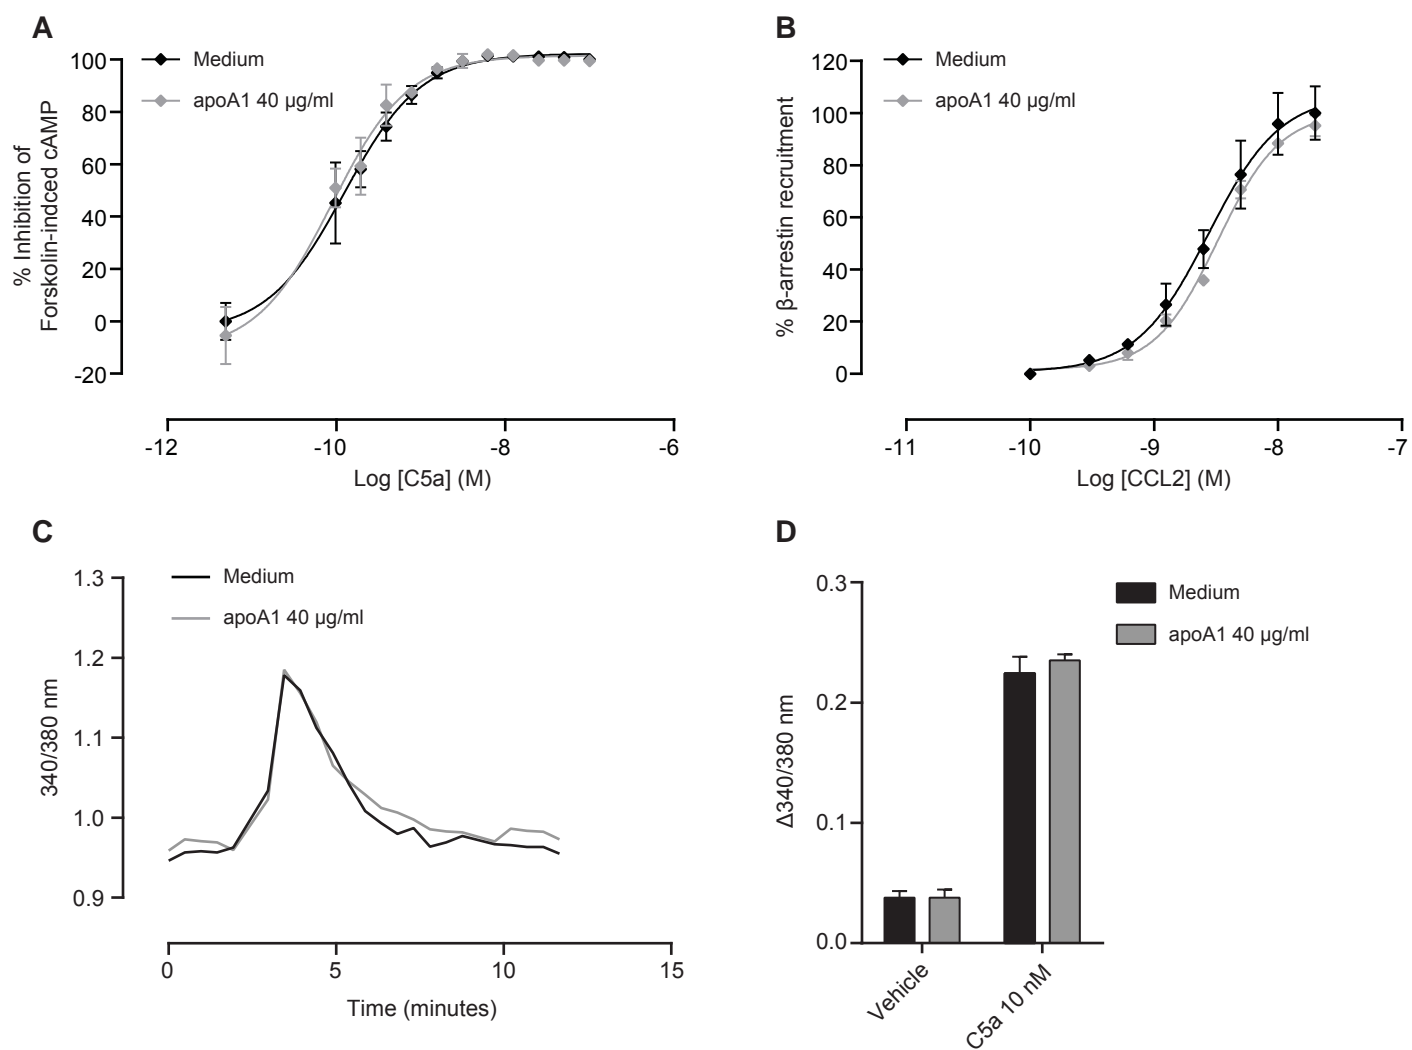 A
% Inhibition of
Forskolin-indced cAMP
100
80
60
40
20
0
-20
Medium
apoA1 40 µg/ml
-12
-10
-8
-6
Log [C5a] (M)
B
% β-arrestin recruitment
120
100
80
60
40
20
0
Medium
apoA1 40 µg/ml
-11
-10
-9
-8
-7
Log [CCL2] (M)
C
340/380 nm
1.3
1.2
1.1
1.0
0.9
Medium
apoA1 40 µg/ml
0
5
10
15
Time (minutes)
D
Δ340/380 nm
0.3
0.2
0.1
0.0
Medium
apoA1 40 µg/ml
Vehicle
C5a 10 nM